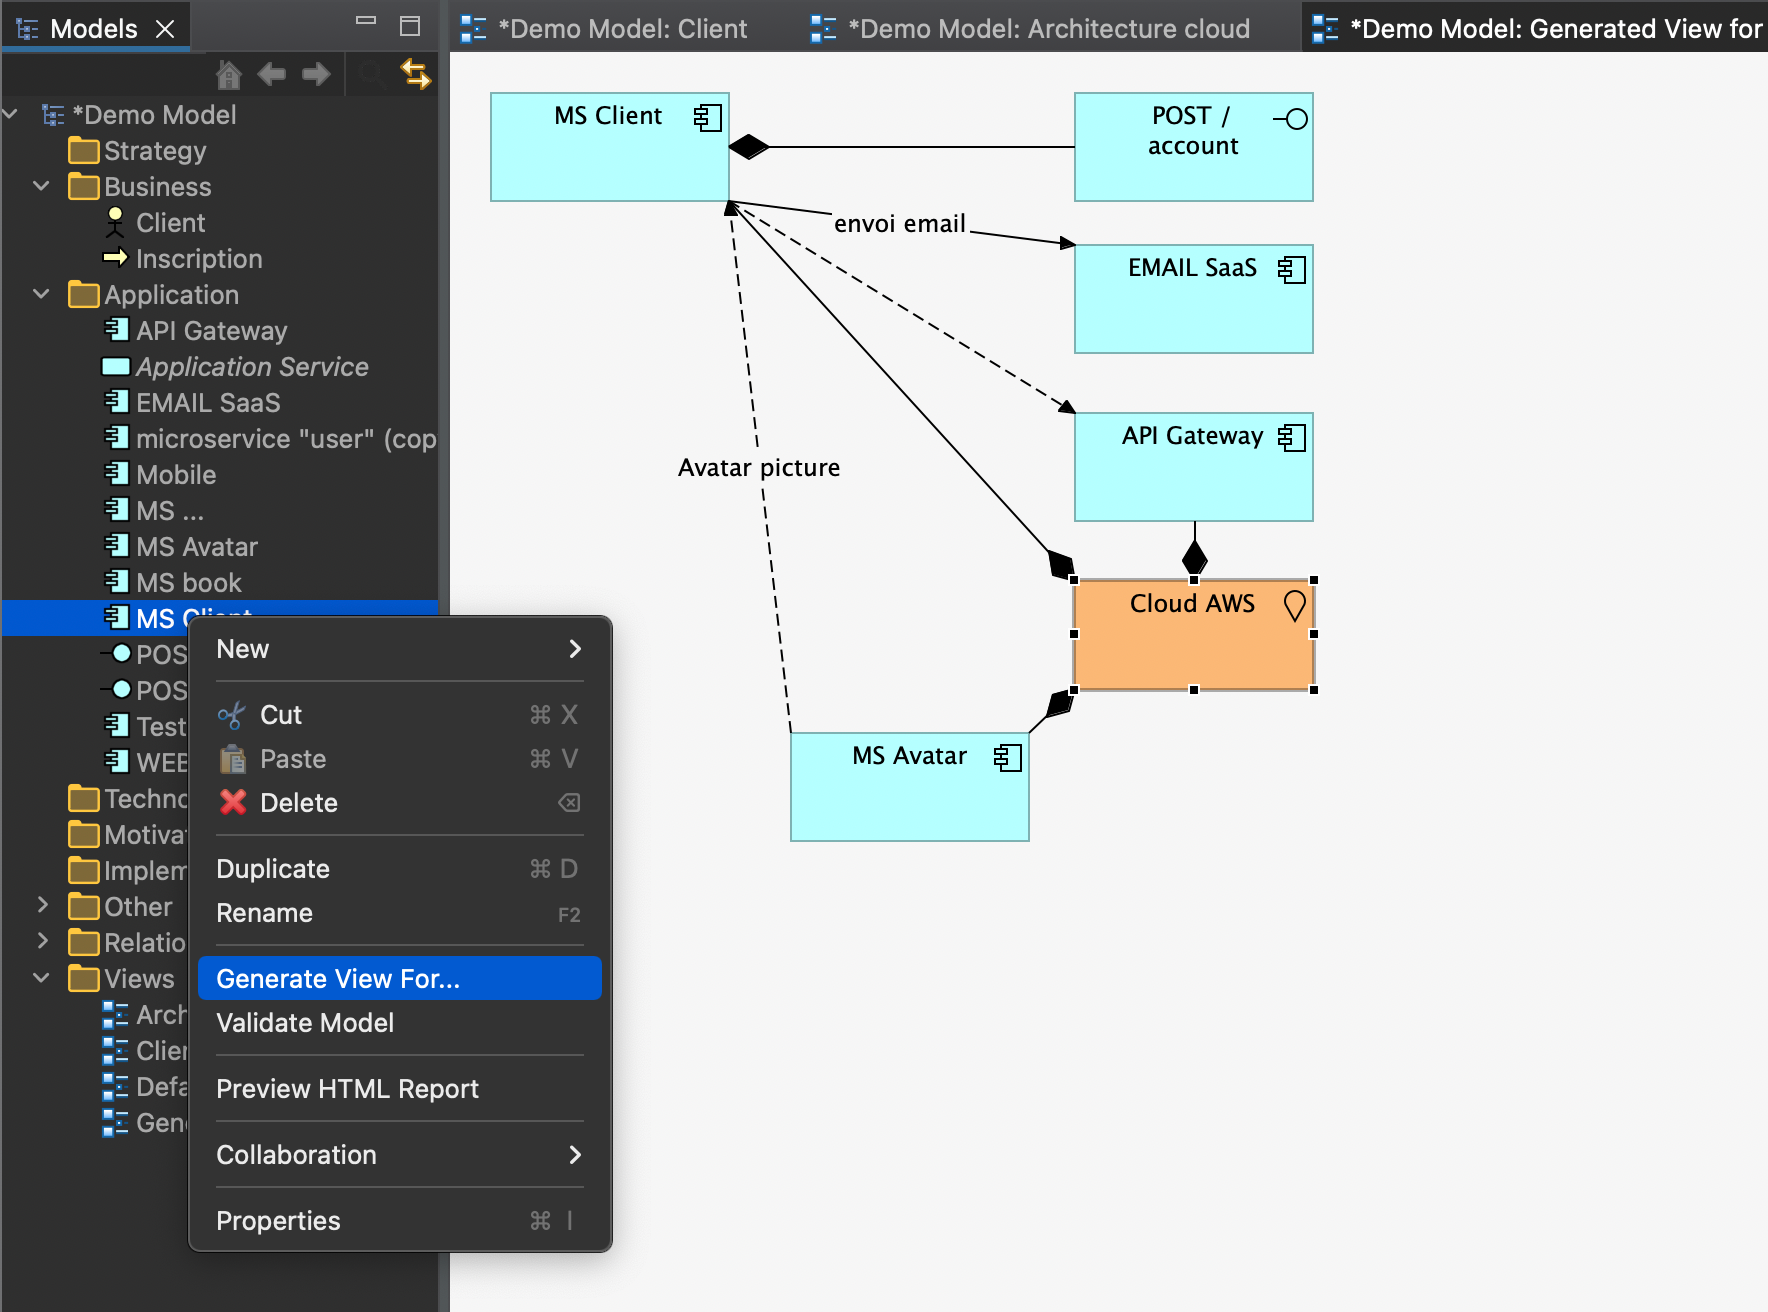 Models
*Demo Model: Client
*Demo Model: Architecture cloud
*Demo Model: Generated View for
*Demo Model
Strategy
Business
Client
Inscription
Application
API Gateway
Application Service
EMAIL SaaS
microservice "user" (cop
Mobile
MS ...
MS Avatar
MS book
MS Client
POS
POS
Test
WEB
Techno
Motivat
Implem
Other
Relatio
Views
Arch
Clien
Defa
Gene
New
Cut ⌘ X
Paste ⌘ V
Delete ⌫
Duplicate ⌘ D
Rename F2
Generate View For...
Validate Model
Preview HTML Report
Collaboration
Properties ⌘ I
MS Client
POST /
account
envoi email
EMAIL SaaS
API Gateway
Avatar picture
Cloud AWS
MS Avatar